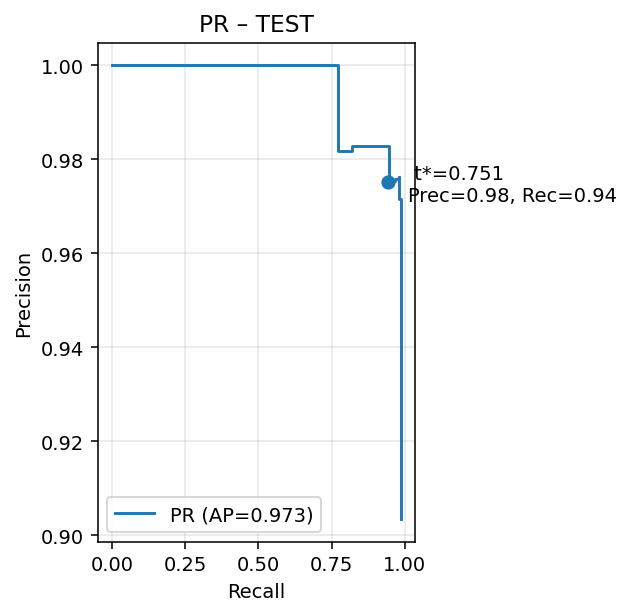 PR – TEST
1.00
0.98
0.96
0.94
0.92
0.90
Precision
t*=0.751
Prec=0.98, Rec=0.94
PR (AP=0.973)
0.00 0.25 0.50 0.75 1.00
Recall